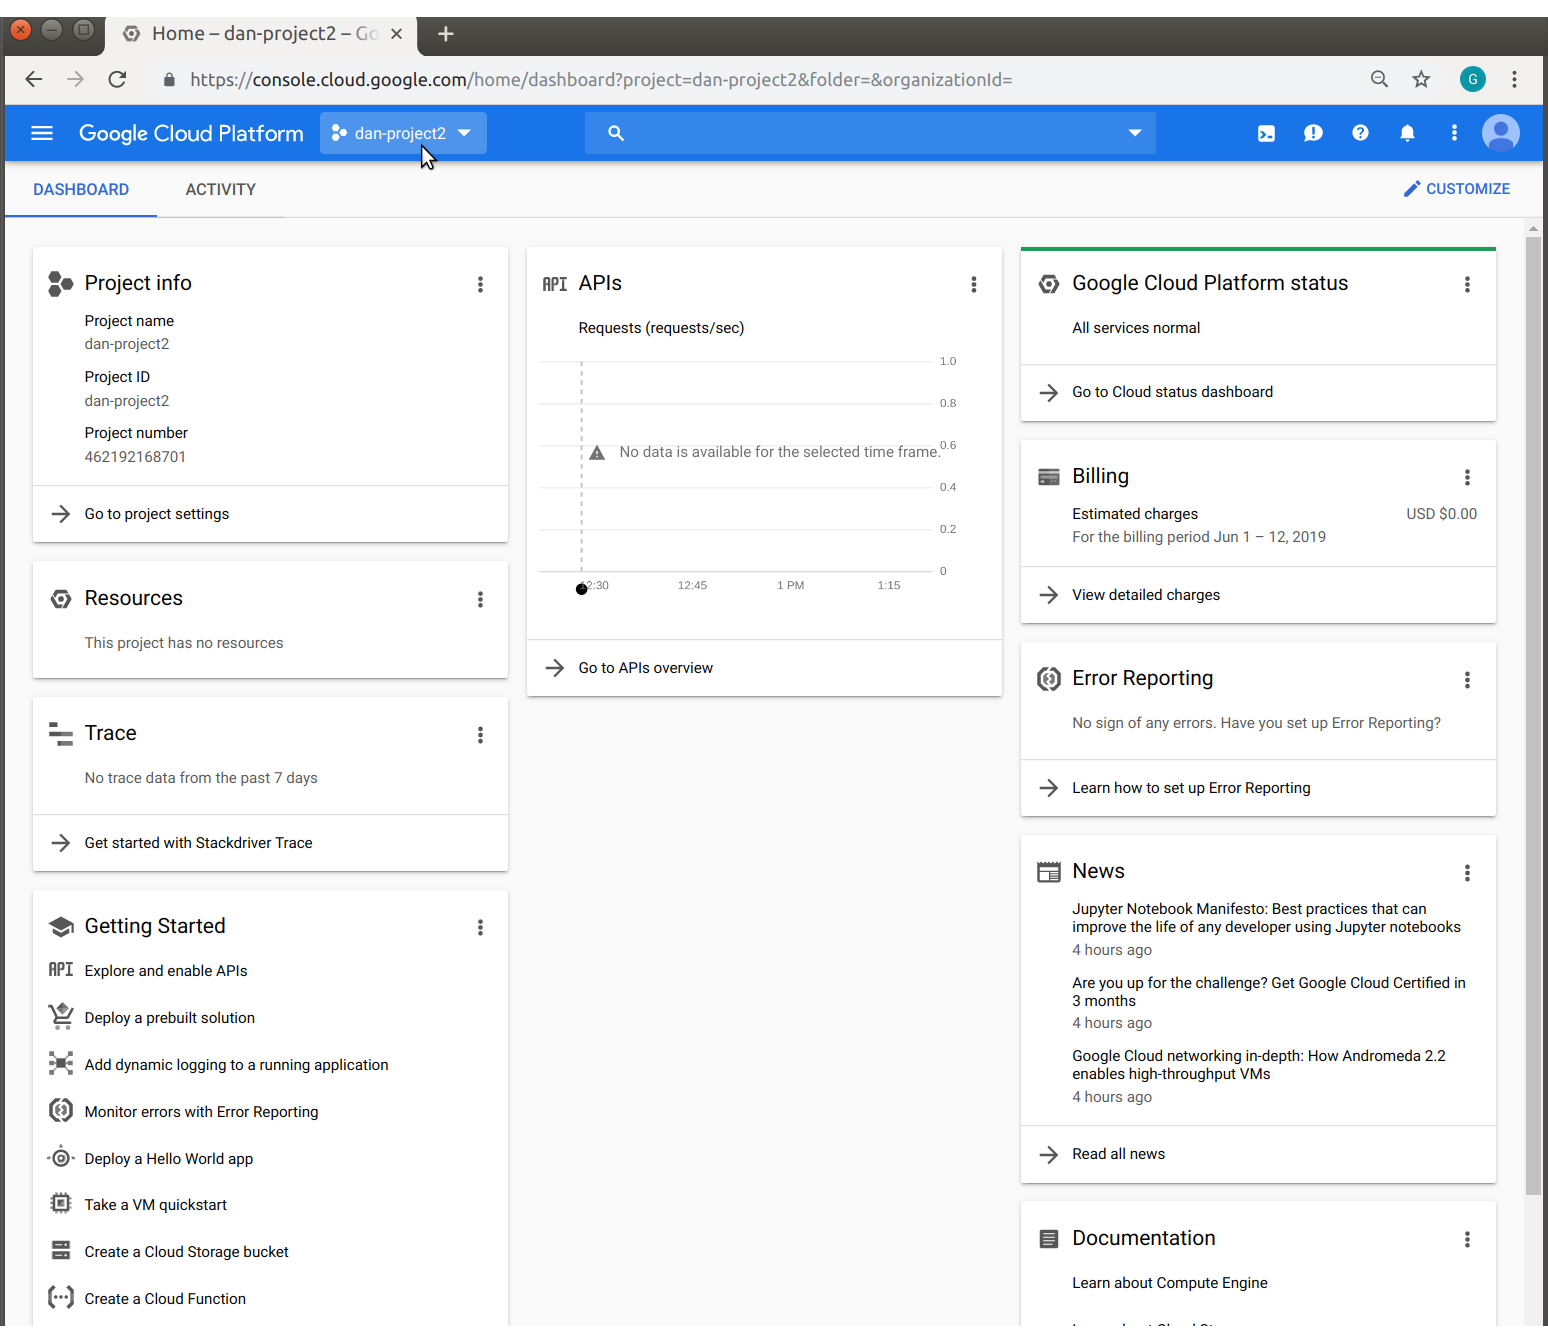 Home – dan-project2 – Go
https://console.cloud.google.com/home/dashboard?project=dan-project2&folder=&organizationId=
G
Google Cloud Platform
dan-project2
DASHBOARD
ACTIVITY
CUSTOMIZE
Project info
Project name
dan-project2
Project ID
dan-project2
Project number
462192168701
Go to project settings
Resources
This project has no resources
Trace
No trace data from the past 7 days
Get started with Stackdriver Trace
Getting Started
API Explore and enable APIs
Deploy a prebuilt solution
Add dynamic logging to a running application
Monitor errors with Error Reporting
Deploy a Hello World app
Take a VM quickstart
Create a Cloud Storage bucket
Create a Cloud Function
API APIs
Requests (requests/sec)
1.0
0.8
0.6
No data is available for the selected time frame.
0.4
0.2
0
2:30 12:45 1 PM 1:15
Go to APIs overview
Google Cloud Platform status
All services normal
Go to Cloud status dashboard
Billing
Estimated charges USD $0.00
For the billing period Jun 1 – 12, 2019
View detailed charges
Error Reporting
No sign of any errors. Have you set up Error Reporting?
Learn how to set up Error Reporting
News
Jupyter Notebook Manifesto: Best practices that can
improve the life of any developer using Jupyter notebooks
4 hours ago
Are you up for the challenge? Get Google Cloud Certified in
3 months
4 hours ago
Google Cloud networking in-depth: How Andromeda 2.2
enables high-throughput VMs
4 hours ago
Read all news
Documentation
Learn about Compute Engine